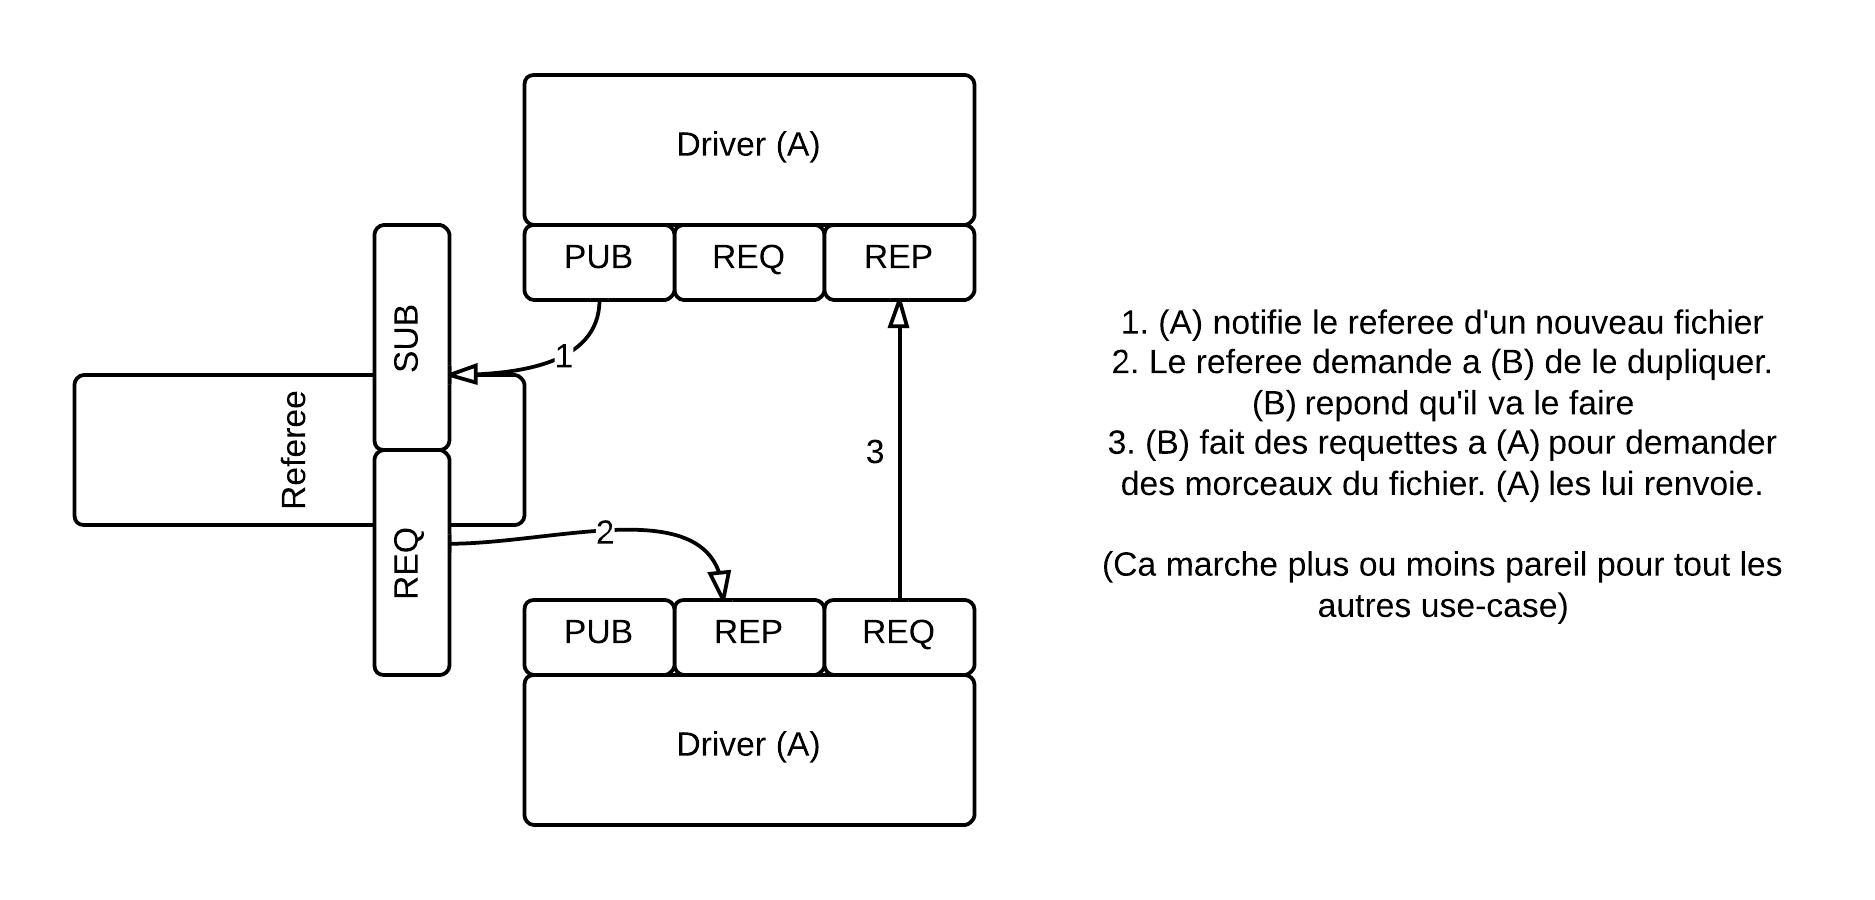 Driver (A)
PUB
REQ
REP
SUB
1
Referee
3
REQ
2
PUB
REP
REQ
Driver (A)
1. (A) notifie le referee d'un nouveau fichier
2. Le referee demande a (B) de le dupliquer.
(B) repond qu'il va le faire
3. (B) fait des requettes a (A) pour demander
des morceaux du fichier. (A) les lui renvoie.
(Ca marche plus ou moins pareil pour tout les
autres use-case)